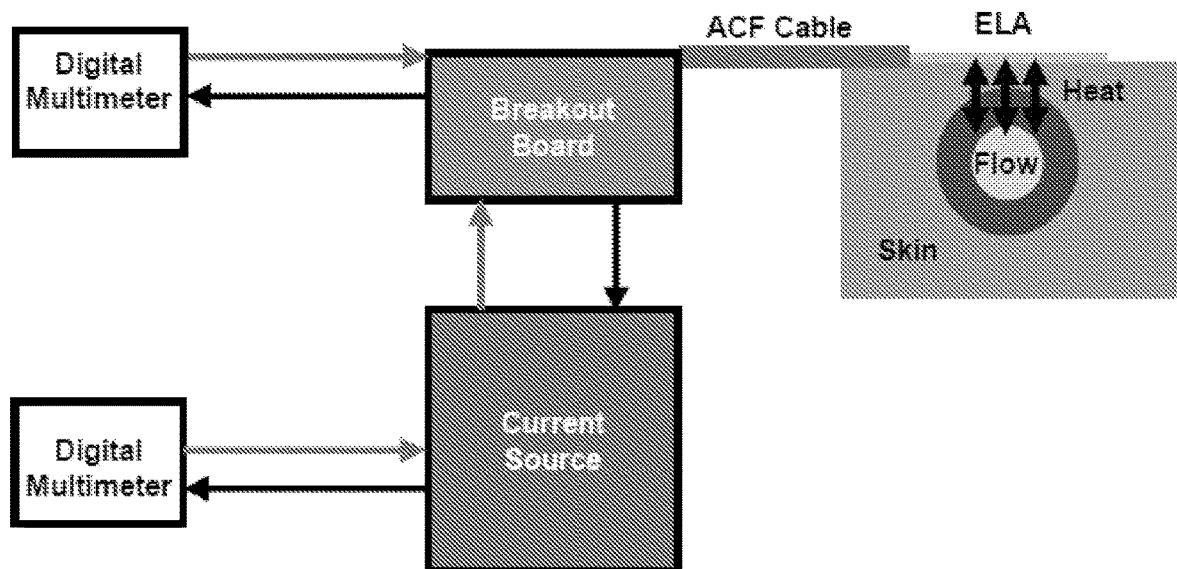 Digital
Multimeter
Breakout
Board
ACF Cable
ELA
Heat
Flow
Skin
Digital
Multimeter
Current
Source